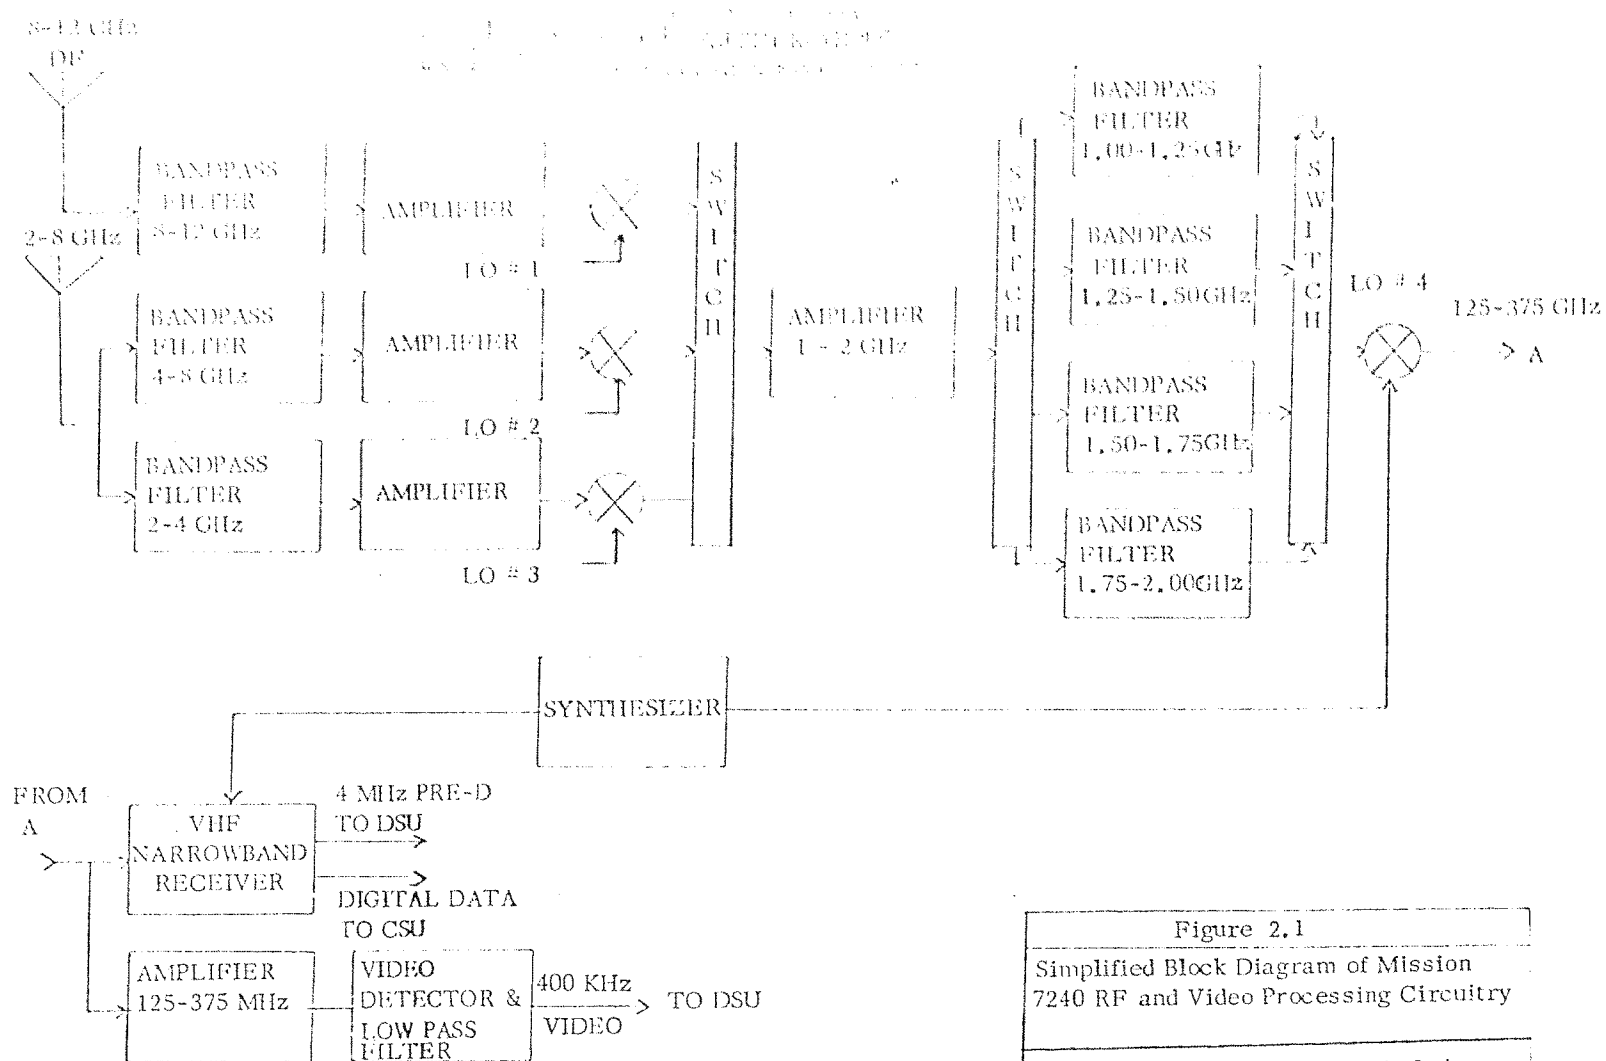 8-12 GHz
DF
BANDPASS
FILTER
8-12 GHz
AMPLIFIER
LO # 1
2-8 GHz
BANDPASS
FILTER
4-8 GHz
AMPLIFIER
LO # 2
BANDPASS
FILTER
2-4 GHz
AMPLIFIER
LO # 3
SWITCH
AMPLIFIER
1 - 2 GHz
SWITCH
BANDPASS
FILTER
1.00-1.25GHz
BANDPASS
FILTER
1.25-1.50GHz
BANDPASS
FILTER
1.50-1.75GHz
BANDPASS
FILTER
1.75-2.00GHz
SWITCH
LO # 4
125-375 GHz
A
SYNTHESIZER
FROM
A
VHF
NARROWBAND
RECEIVER
4 MHz PRE-D
TO DSU
DIGITAL DATA
TO CSU
AMPLIFIER
125-375 MHz
VIDEO
DETECTOR &
LOW PASS
FILTER
400 KHz
VIDEO
TO DSU
Figure 2.1
Simplified Block Diagram of Mission
7240 RF and Video Processing Circuitry